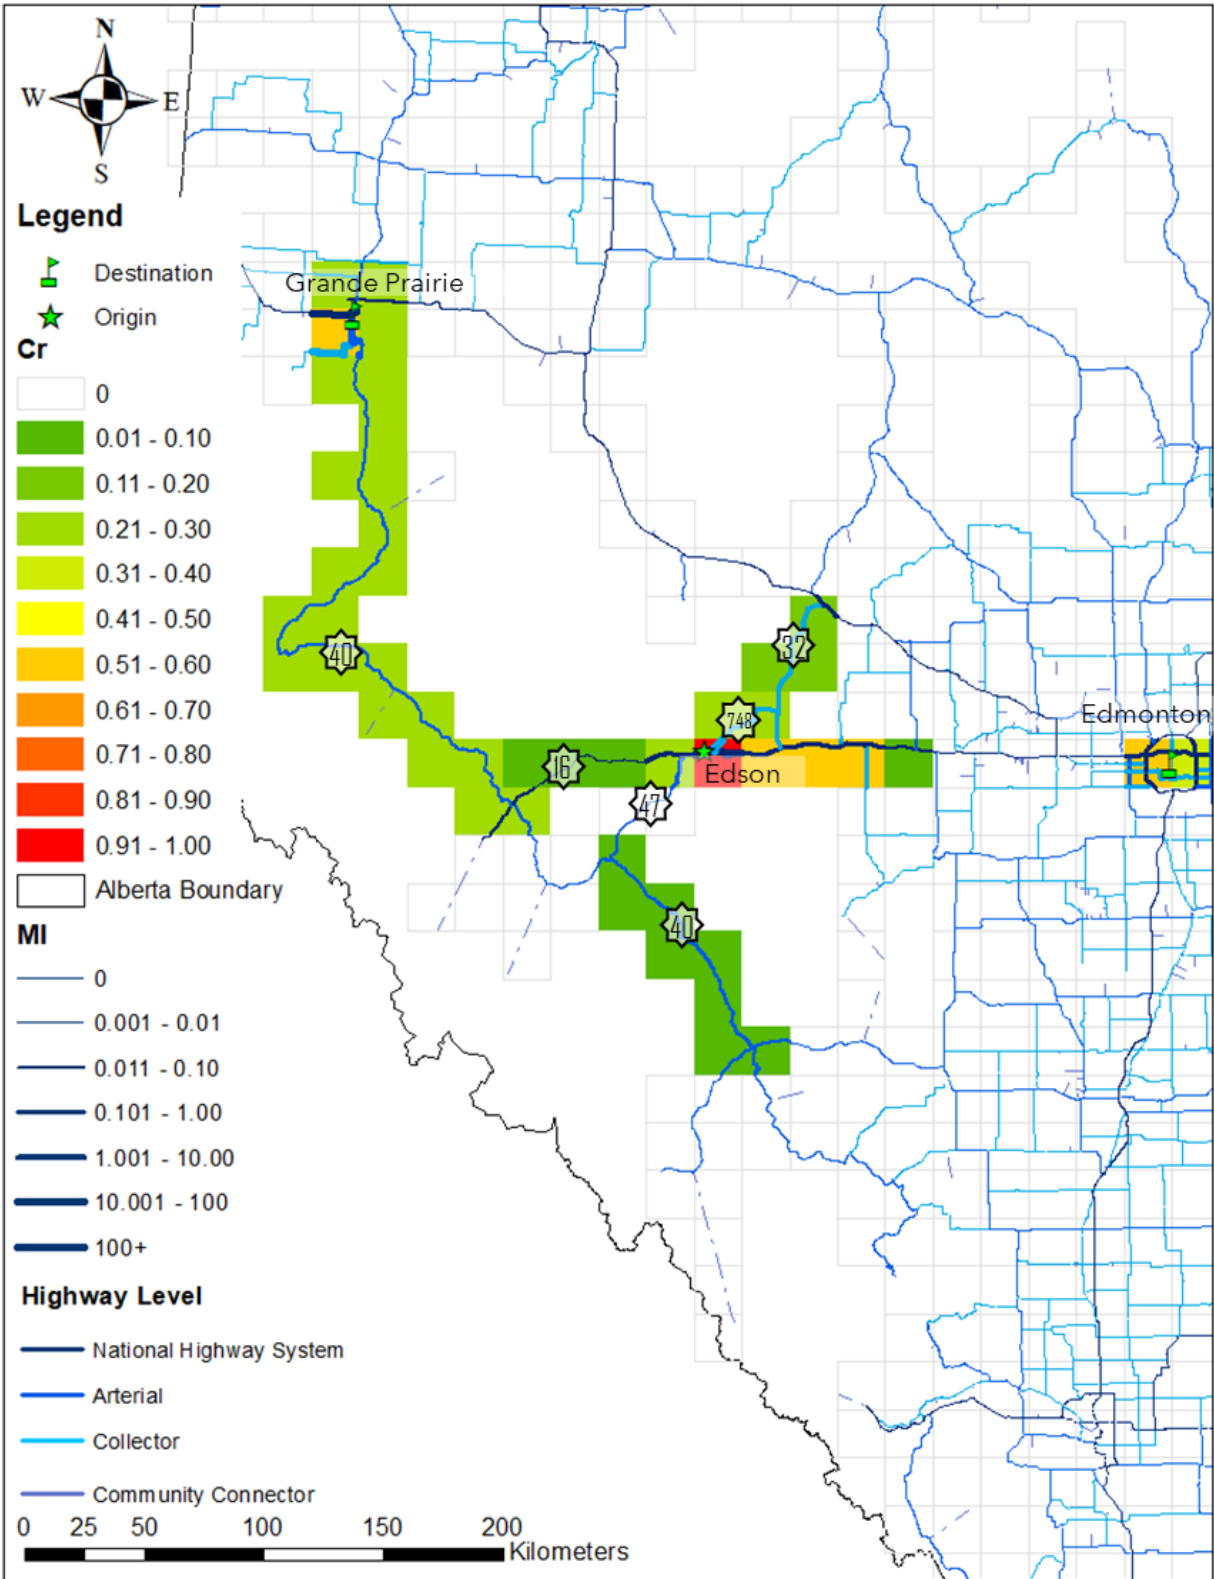 N
W E
S
Legend
Destination
Origin
Cr
0
0.01 - 0.10
0.11 - 0.20
0.21 - 0.30
0.31 - 0.40
0.41 - 0.50
0.51 - 0.60
0.61 - 0.70
0.71 - 0.80
0.81 - 0.90
0.91 - 1.00
Alberta Boundary
MI
0
0.001 - 0.01
0.011 - 0.10
0.101 - 1.00
1.001 - 10.00
10.001 - 100
100+
Highway Level
National Highway System
Arterial
Collector
Community Connector
0 25 50 100 150 200
Kilometers
Grande Prairie
40
32
748
Edmonton
16
Edson
47
40